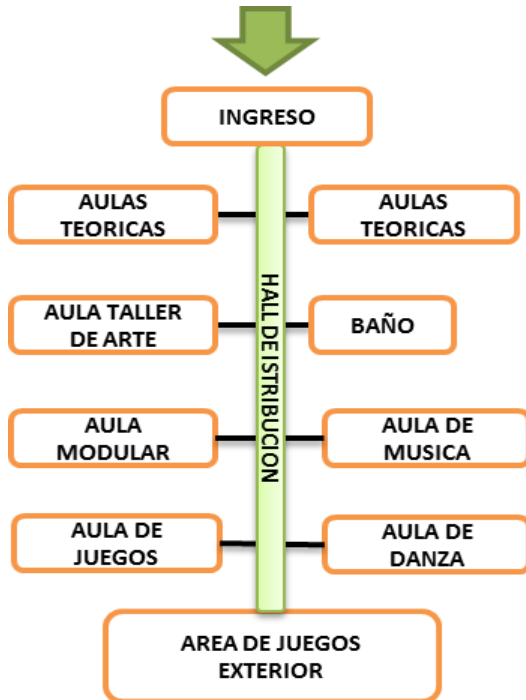 INGRESO
AULAS
TEORICAS
AULAS
TEORICAS
HALL DE ISTRIBUCION
AULA TALLER
DE ARTE
BAÑO
AULA
MODULAR
AULA DE
MUSICA
AULA DE
JUEGOS
AULA DE
DANZA
AREA DE JUEGOS
EXTERIOR